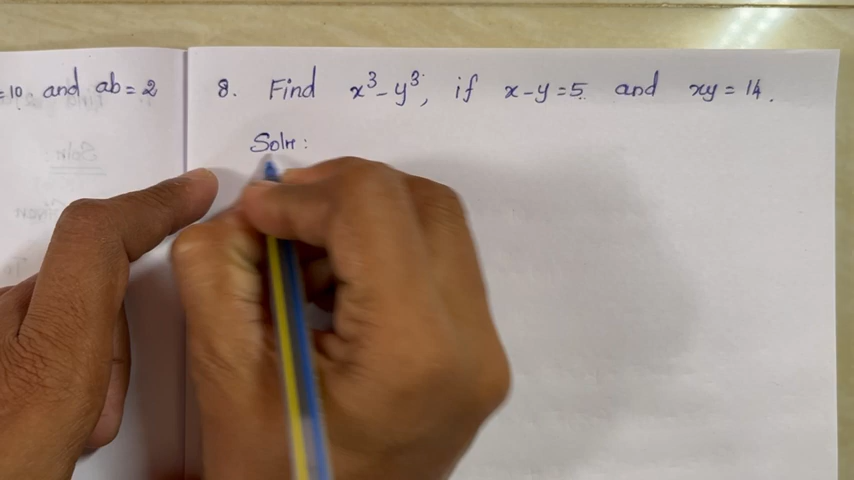 =10 and ab=2
8. Find x³-y³, if x-y=5 and xy=14.
Soln: